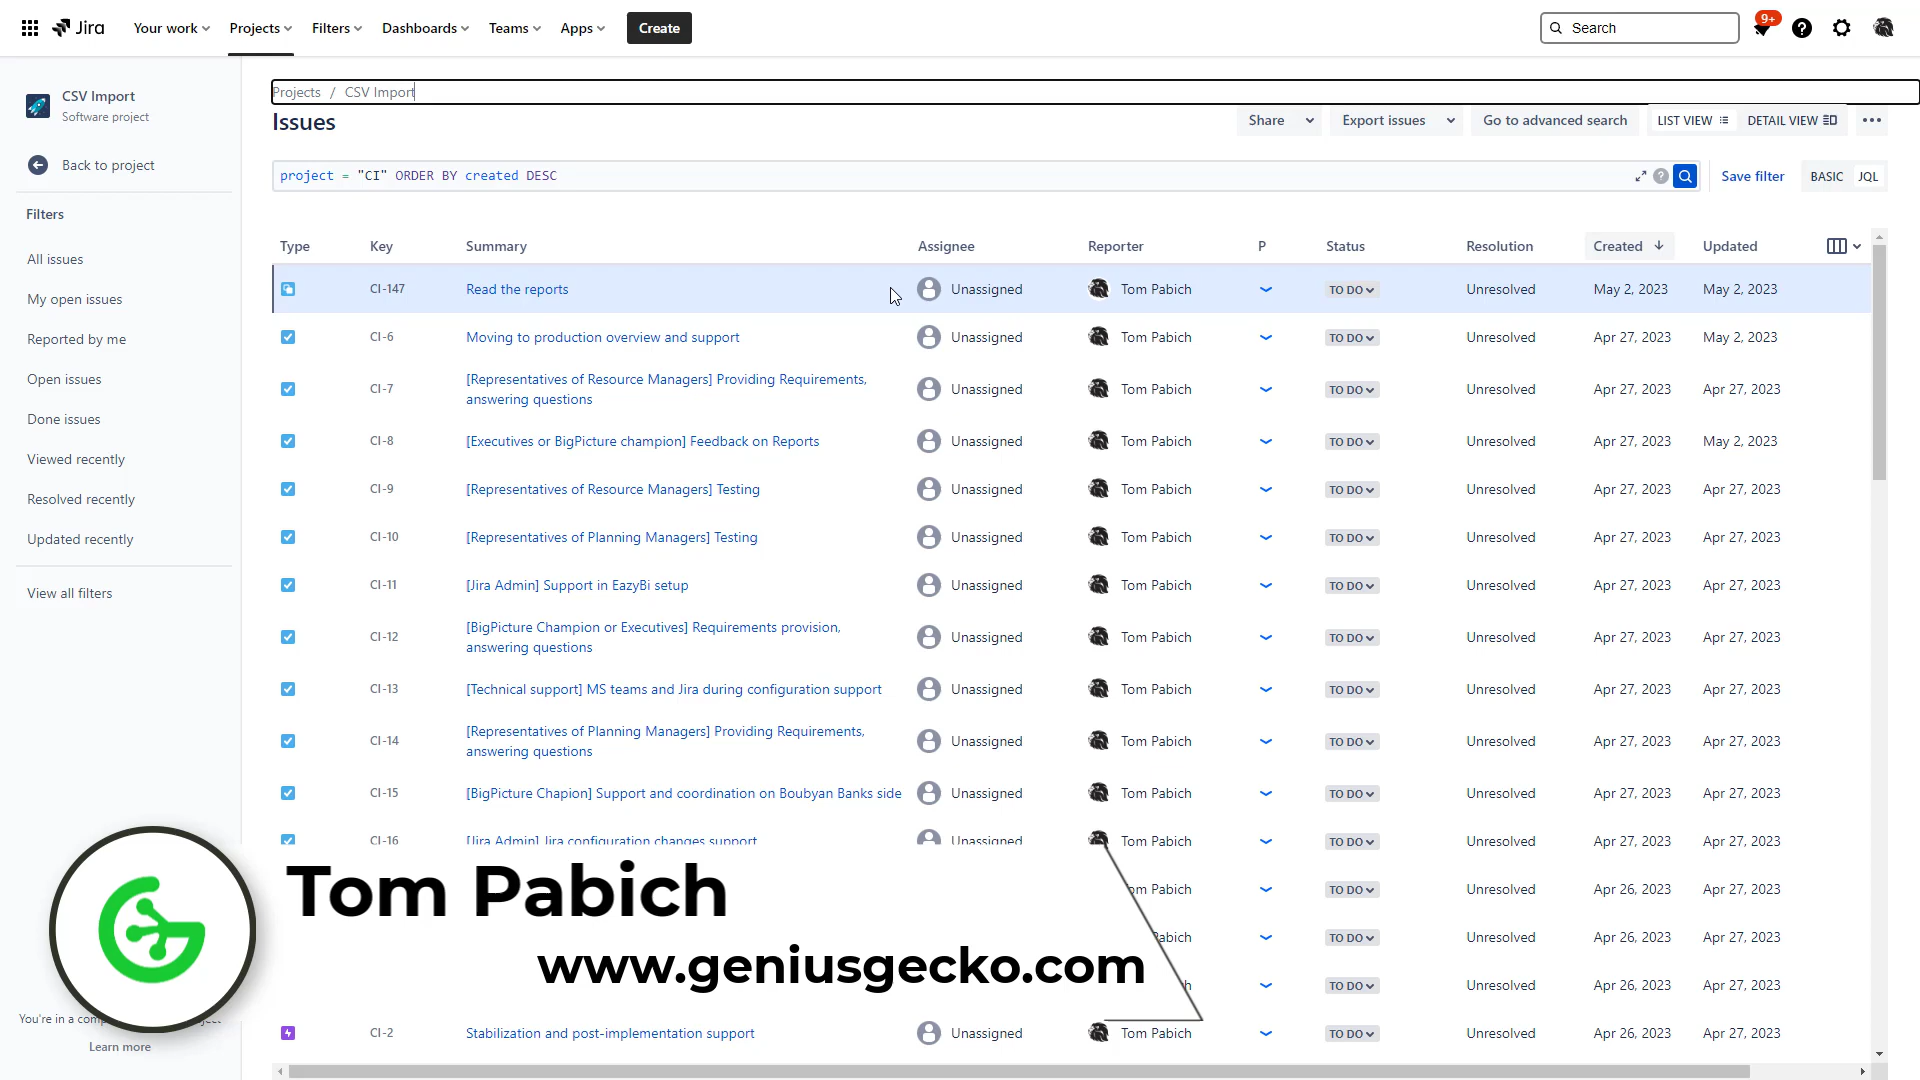 Jira Your work Projects Filters Dashboards Teams Apps Create Search 9+
CSV Import
Software project
Back to project
Filters
All issues
My open issues
Reported by me
Open issues
Done issues
Viewed recently
Resolved recently
Updated recently
View all filters
Learn more
Projects / CSV Import
Issues Share Export issues Go to advanced search LIST VIEW DETAIL VIEW
project = "CI" ORDER BY created DESC Save filter BASIC JQL
Type Key Summary Assignee Reporter P Status Resolution Created Updated
CI-147 Read the reports Unassigned Tom Pabich TO DO Unresolved May 2, 2023 May 2, 2023
CI-6 Moving to production overview and support Unassigned Tom Pabich TO DO Unresolved Apr 27, 2023 May 2, 2023
CI-7 [Representatives of Resource Managers] Providing Requirements,
answering questions Unassigned Tom Pabich TO DO Unresolved Apr 27, 2023 Apr 27, 2023
CI-8 [Executives or BigPicture champion] Feedback on Reports Unassigned Tom Pabich TO DO Unresolved Apr 27, 2023 May 2, 2023
CI-9 [Representatives of Resource Managers] Testing Unassigned Tom Pabich TO DO Unresolved Apr 27, 2023 Apr 27, 2023
CI-10 [Representatives of Planning Managers] Testing Unassigned Tom Pabich TO DO Unresolved Apr 27, 2023 Apr 27, 2023
CI-11 [Jira Admin] Support in EazyBi setup Unassigned Tom Pabich TO DO Unresolved Apr 27, 2023 Apr 27, 2023
CI-12 [BigPicture Champion or Executives] Requirements provision,
answering questions Unassigned Tom Pabich TO DO Unresolved Apr 27, 2023 Apr 27, 2023
CI-13 [Technical support] MS teams and Jira during configuration support Unassigned Tom Pabich TO DO Unresolved Apr 27, 2023 Apr 27, 2023
CI-14 [Representatives of Planning Managers] Providing Requirements,
answering questions Unassigned Tom Pabich TO DO Unresolved Apr 27, 2023 Apr 27, 2023
CI-15 [BigPicture Chapion] Support and coordination on Boubyan Banks side Unassigned Tom Pabich TO DO Unresolved Apr 27, 2023 Apr 27, 2023
CI-16 [Jira Admin] Jira configuration changes support Unassigned Tom Pabich TO DO Unresolved Apr 27, 2023 Apr 27, 2023
Pabich TO DO Unresolved Apr 26, 2023 Apr 27, 2023
TO DO Unresolved Apr 26, 2023 Apr 27, 2023
TO DO Unresolved Apr 26, 2023 Apr 27, 2023
CI-2 Stabilization and post-implementation support Unassigned Tom Pabich TO DO Unresolved Apr 26, 2023 Apr 27, 2023
You're in a
Tom Pabich
www.geniusgecko.com